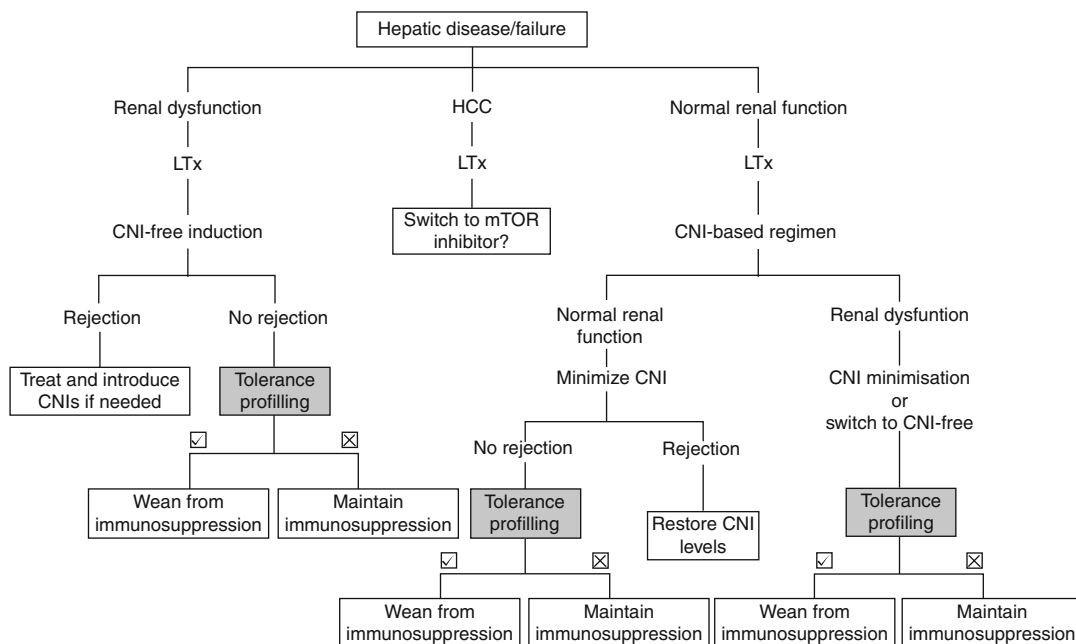 Hepatic disease/failure
Renal dysfunction
HCC
Normal renal function
LTx
LTx
LTx
CNI-free induction
Switch to mTOR
inhibitor?
CNI-based regimen
Rejection
No rejection
Normal renal
function
Renal dysfuntion
Treat and introduce
CNIs if needed
Tolerance
profilling
Minimize CNI
CNI minimisation
or
switch to CNI-free
Wean from
immunosuppression
Maintain
immunosuppression
No rejection
Rejection
Tolerance
profilling
Restore CNI
levels
Tolerance
profilling
Wean from
immunosuppression
Maintain
immunosuppression
Wean from
immunosuppression
Maintain
immunosuppression